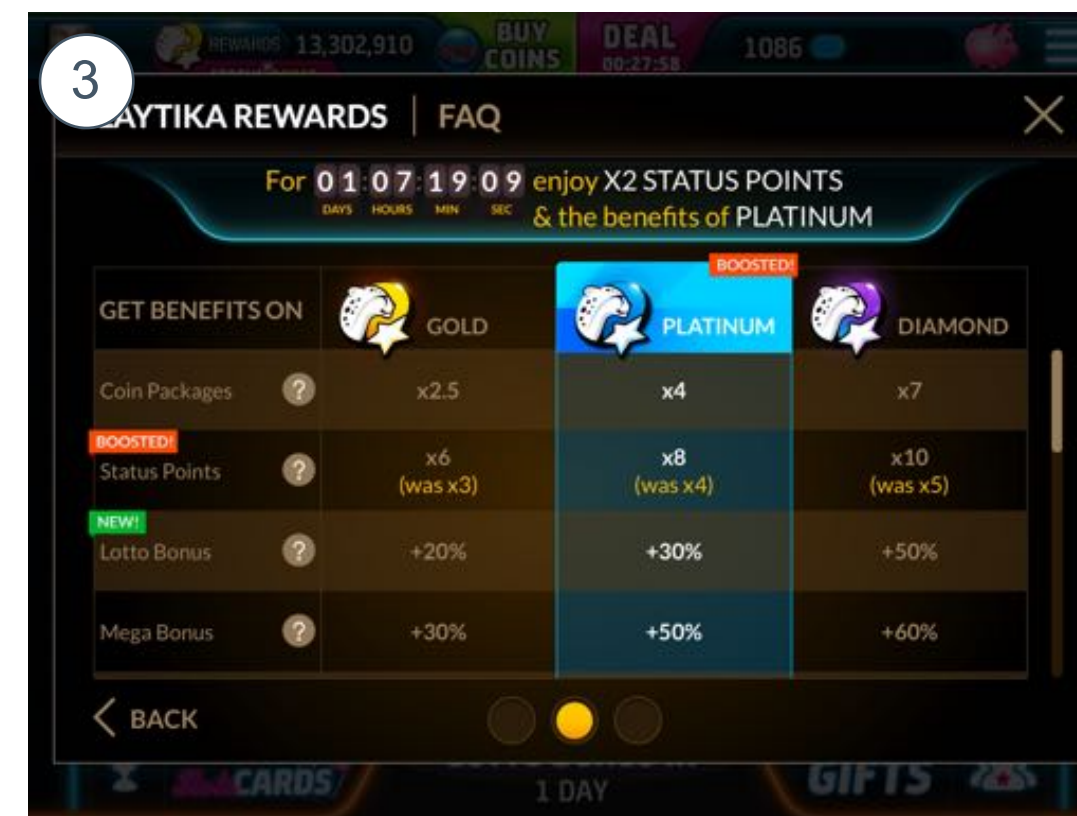 REWARDS 13,302,910
BUY
COINS
DEAL
00:27:58
1086
3
AYTIKA REWARDS | FAQ
For 01:07:19:09 enjoy X2 STATUS POINTS
DAYS HOURS MIN SEC
& the benefits of PLATINUM
BOOSTED!
GET BENEFITS ON GOLD PLATINUM DIAMOND
Coin Packages ? x2.5 x4 x7
BOOSTED!
Status Points ? x6 x8 x10
(was x3) (was x4) (was x5)
NEW!
Lotto Bonus ? +20% +30% +50%
Mega Bonus ? +30% +50% +60%
BACK
CARDS
1 DAY
GIFTS